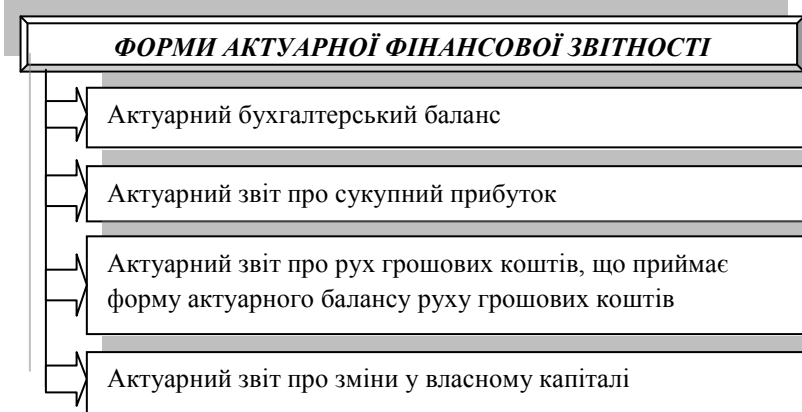 ФОРМИ АКТУАРНОЇ ФІНАНСОВОЇ ЗВІТНОСТІ
Актуарний бухгалтерський баланс
Актуарний звіт про сукупний прибуток
Актуарний звіт про рух грошових коштів, що приймає
форму актуарного балансу руху грошових коштів
Актуарний звіт про зміни у власному капіталі